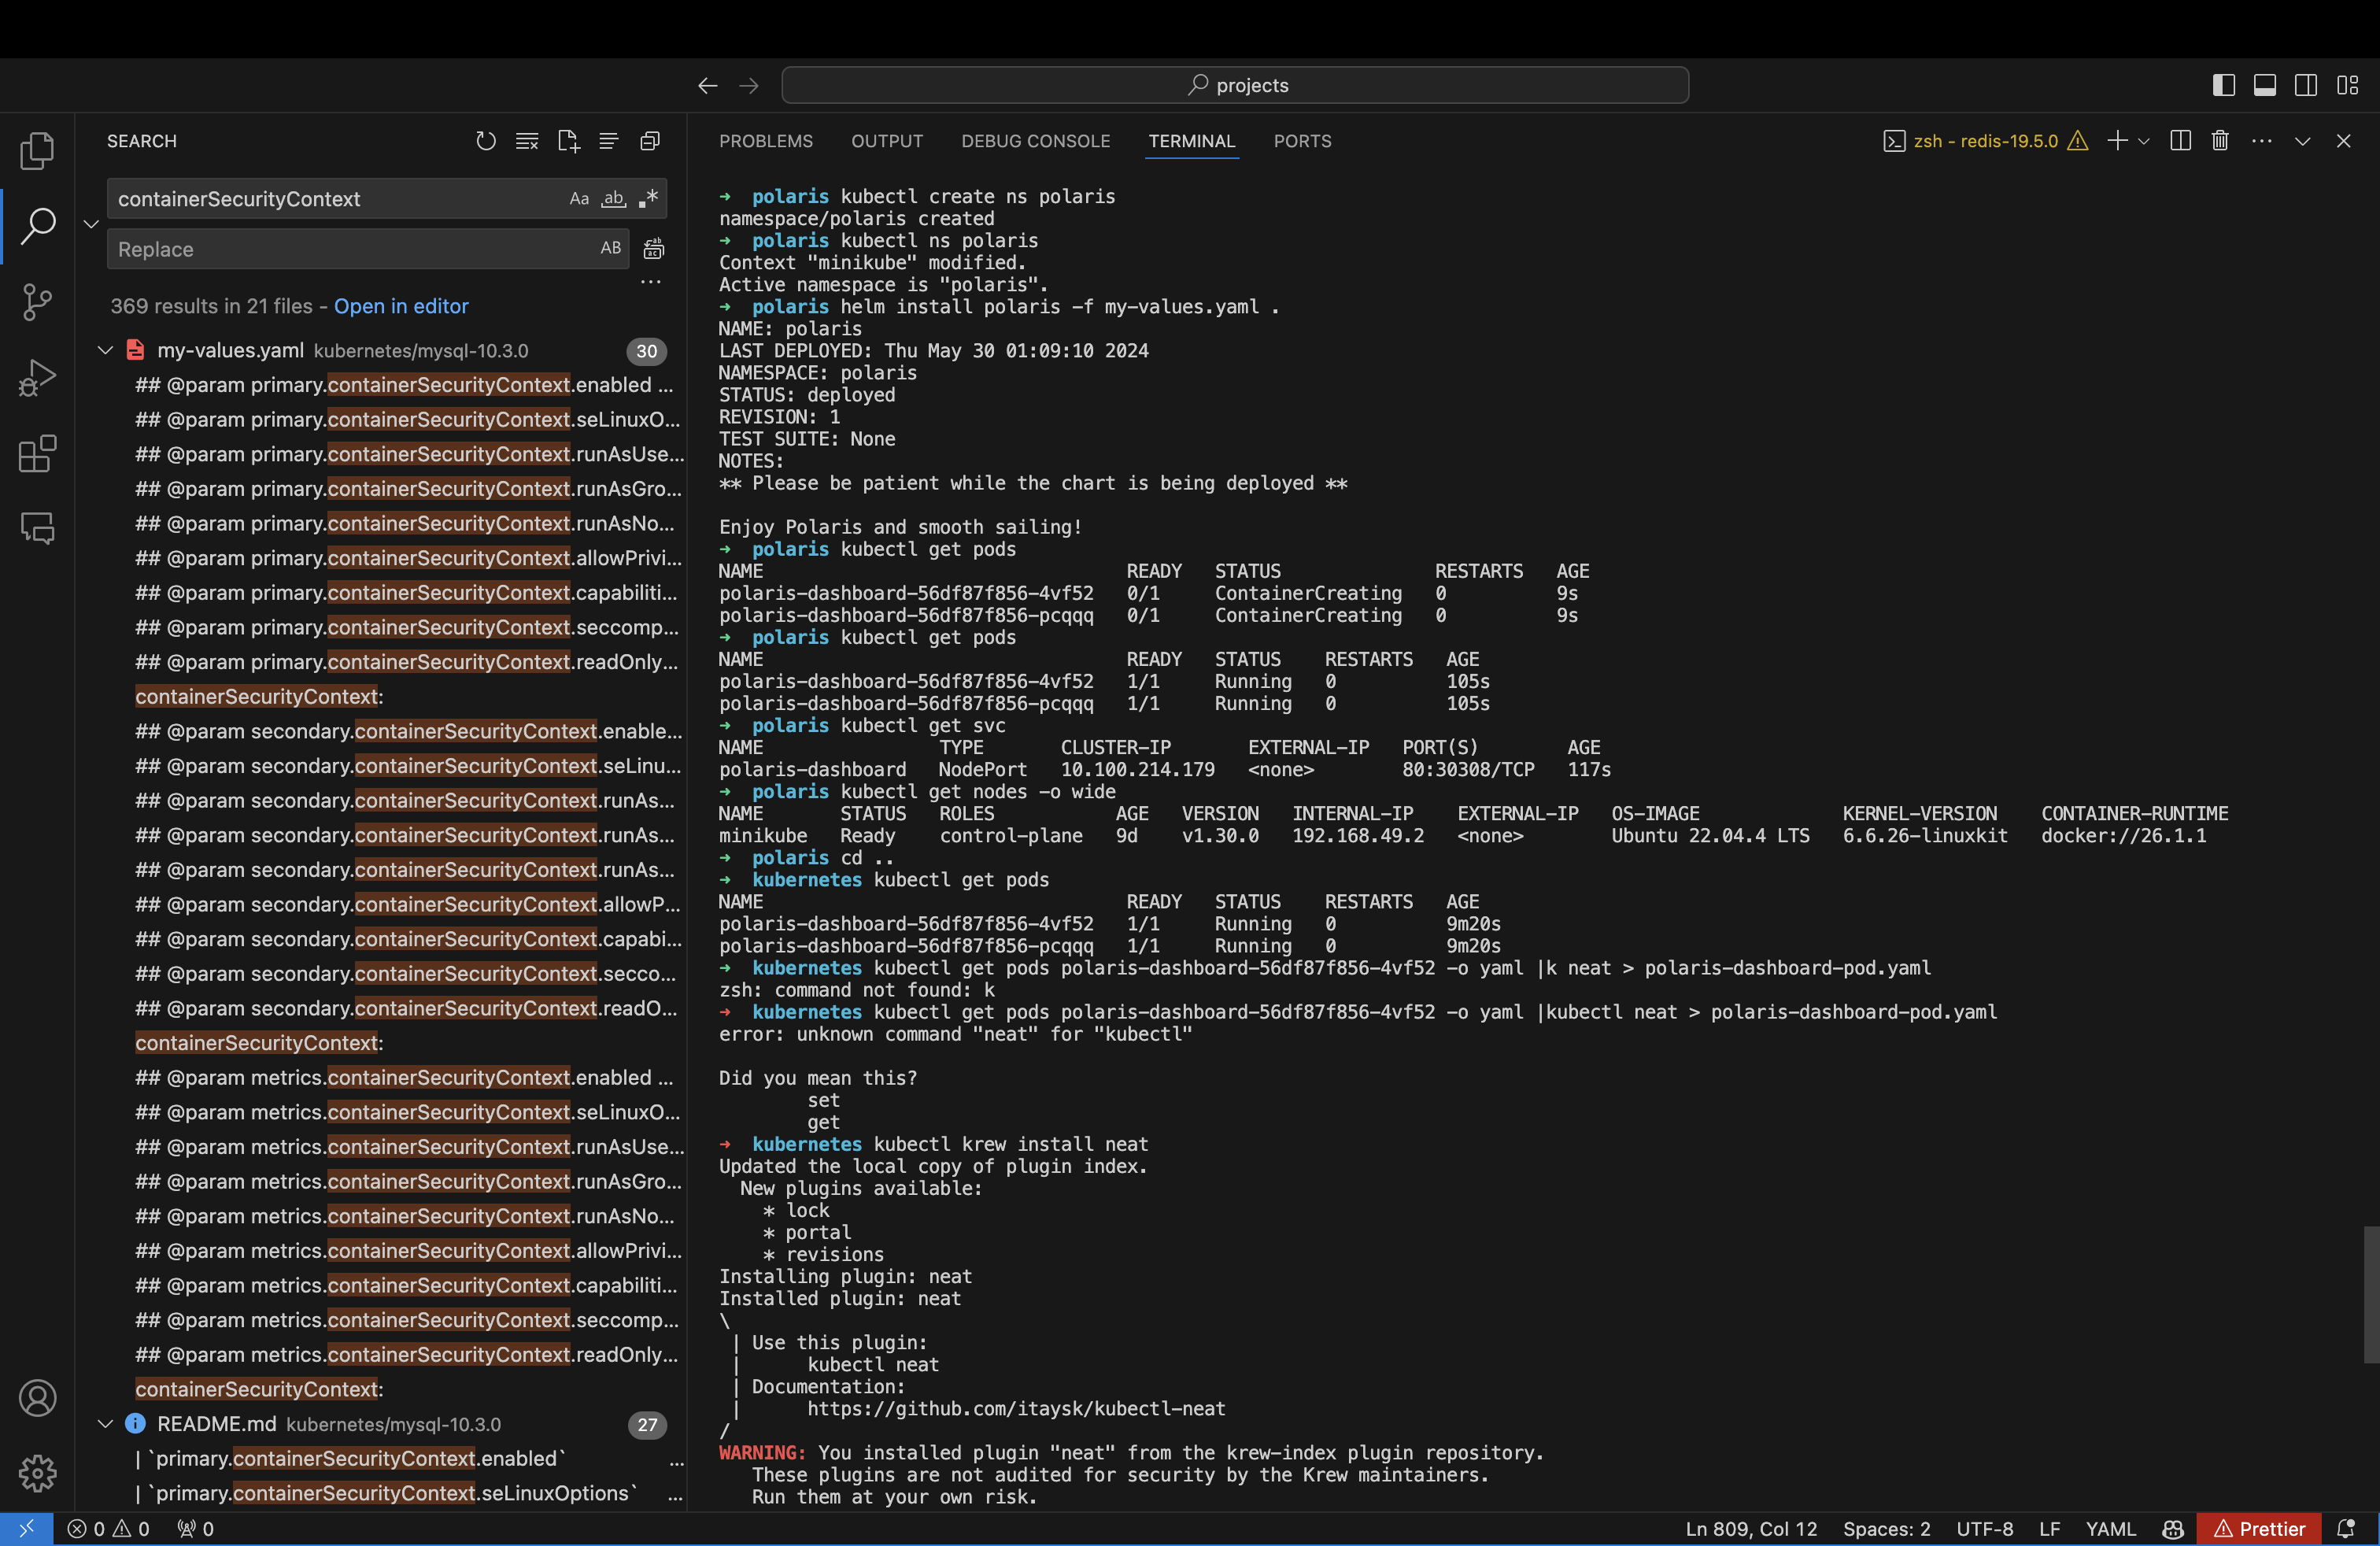 projects
SEARCH
containerSecurityContext
Aa ab .*
Replace
AB
...
369 results in 21 files - Open in editor
my-values.yaml kubernetes/mysql-10.3.0 30
## @param primary.containerSecurityContext.enabled ...
## @param primary.containerSecurityContext.seLinuxO...
## @param primary.containerSecurityContext.runAsUse...
## @param primary.containerSecurityContext.runAsGro...
## @param primary.containerSecurityContext.runAsNo...
## @param primary.containerSecurityContext.allowPrivi...
## @param primary.containerSecurityContext.capabiliti...
## @param primary.containerSecurityContext.seccomp...
## @param primary.containerSecurityContext.readOnly...
containerSecurityContext:
## @param secondary.containerSecurityContext.enable...
## @param secondary.containerSecurityContext.seLinu...
## @param secondary.containerSecurityContext.runAs...
## @param secondary.containerSecurityContext.runAs...
## @param secondary.containerSecurityContext.runAs...
## @param secondary.containerSecurityContext.allowP...
## @param secondary.containerSecurityContext.capabi...
## @param secondary.containerSecurityContext.secco...
## @param secondary.containerSecurityContext.readO...
containerSecurityContext:
## @param metrics.containerSecurityContext.enabled ...
## @param metrics.containerSecurityContext.seLinuxO...
## @param metrics.containerSecurityContext.runAsUse...
## @param metrics.containerSecurityContext.runAsGro...
## @param metrics.containerSecurityContext.runAsNo...
## @param metrics.containerSecurityContext.allowPrivi...
## @param metrics.containerSecurityContext.capabiliti...
## @param metrics.containerSecurityContext.seccomp...
## @param metrics.containerSecurityContext.readOnly...
containerSecurityContext:
README.md kubernetes/mysql-10.3.0 27
| `primary.containerSecurityContext.enabled` ...
| `primary.containerSecurityContext.seLinuxOptions` ...
PROBLEMS OUTPUT DEBUG CONSOLE TERMINAL PORTS
zsh - redis-19.5.0
➜ polaris kubectl create ns polaris
namespace/polaris created
➜ polaris kubectl ns polaris
Context "minikube" modified.
Active namespace is "polaris".
➜ polaris helm install polaris -f my-values.yaml .
NAME: polaris
LAST DEPLOYED: Thu May 30 01:09:10 2024
NAMESPACE: polaris
STATUS: deployed
REVISION: 1
TEST SUITE: None
NOTES:
** Please be patient while the chart is being deployed **
Enjoy Polaris and smooth sailing!
➜ polaris kubectl get pods
NAME READY STATUS RESTARTS AGE
polaris-dashboard-56df87f856-4vf52 0/1 ContainerCreating 0 9s
polaris-dashboard-56df87f856-pcqqq 0/1 ContainerCreating 0 9s
➜ polaris kubectl get pods
NAME READY STATUS RESTARTS AGE
polaris-dashboard-56df87f856-4vf52 1/1 Running 0 105s
polaris-dashboard-56df87f856-pcqqq 1/1 Running 0 105s
➜ polaris kubectl get svc
NAME TYPE CLUSTER-IP EXTERNAL-IP PORT(S) AGE
polaris-dashboard NodePort 10.100.214.179 <none> 80:30308/TCP 117s
➜ polaris kubectl get nodes -o wide
NAME STATUS ROLES AGE VERSION INTERNAL-IP EXTERNAL-IP OS-IMAGE KERNEL-VERSION CONTAINER-RUNTIME
minikube Ready control-plane 9d v1.30.0 192.168.49.2 <none> Ubuntu 22.04.4 LTS 6.6.26-linuxkit docker://26.1.1
➜ polaris cd ..
➜ kubernetes kubectl get pods
NAME READY STATUS RESTARTS AGE
polaris-dashboard-56df87f856-4vf52 1/1 Running 0 9m20s
polaris-dashboard-56df87f856-pcqqq 1/1 Running 0 9m20s
➜ kubernetes kubectl get pods polaris-dashboard-56df87f856-4vf52 -o yaml |k neat > polaris-dashboard-pod.yaml
zsh: command not found: k
➜ kubernetes kubectl get pods polaris-dashboard-56df87f856-4vf52 -o yaml |kubectl neat > polaris-dashboard-pod.yaml
error: unknown command "neat" for "kubectl"
Did you mean this?
set
get
➜ kubernetes kubectl krew install neat
Updated the local copy of plugin index.
New plugins available:
* lock
* portal
* revisions
Installing plugin: neat
Installed plugin: neat
\
| Use this plugin:
| kubectl neat
| Documentation:
| https://github.com/itaysk/kubectl-neat
/
WARNING: You installed plugin "neat" from the krew-index plugin repository.
These plugins are not audited for security by the Krew maintainers.
Run them at your own risk.
0 0 0
Ln 809, Col 12 Spaces: 2 UTF-8 LF YAML Prettier